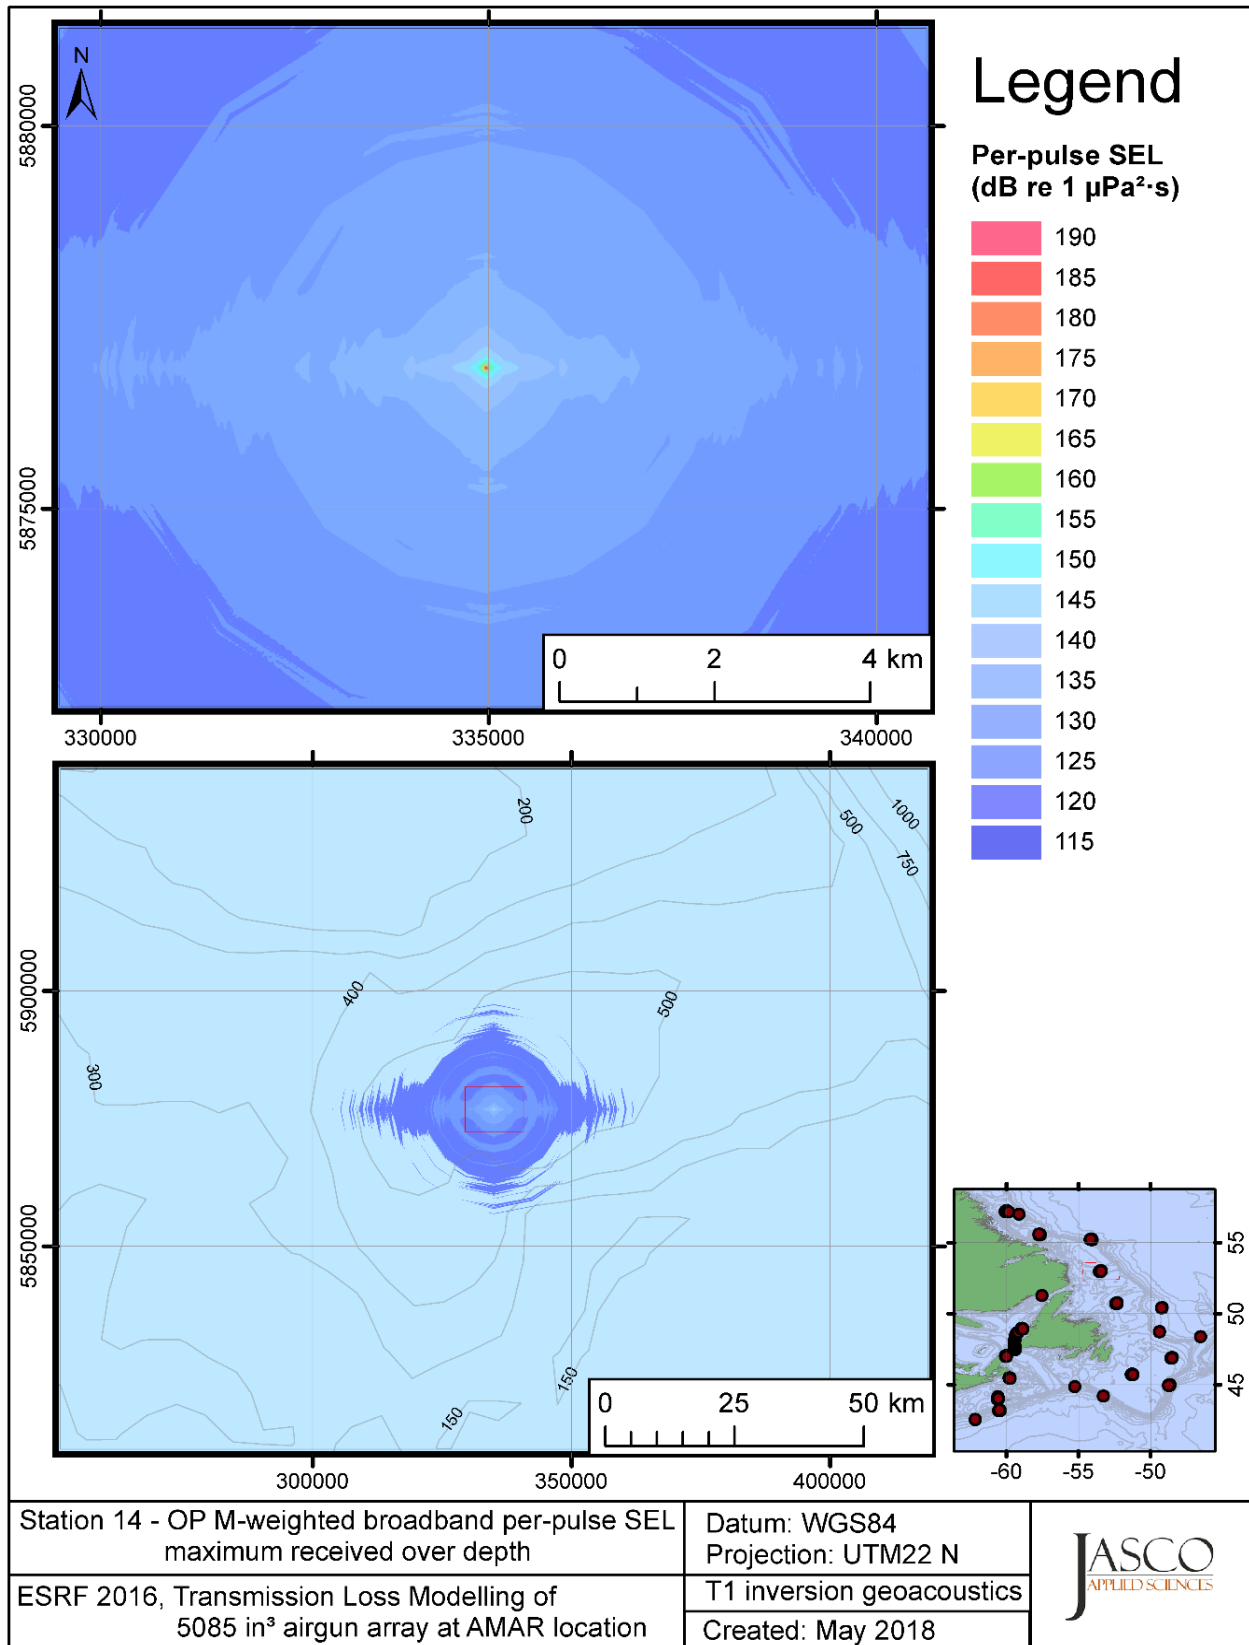 N
5880000
5875000
0 2 4 km
330000 335000 340000
Legend
Per-pulse SEL
(dB re 1 µPa²·s)
190
185
180
175
170
165
160
155
150
145
140
135
130
125
120
115
200
500
1000
750
400
500
300
150
150
5900000
5850000
0 25 50 km
300000 350000 400000
55
50
45
-60 -55 -50
Station 14 - OP M-weighted broadband per-pulse SEL
maximum received over depth
ESRF 2016, Transmission Loss Modelling of
5085 in³ airgun array at AMAR location
Datum: WGS84
Projection: UTM22 N
T1 inversion geoacoustics
Created: May 2018
JASCO
APPLIED SCIENCES